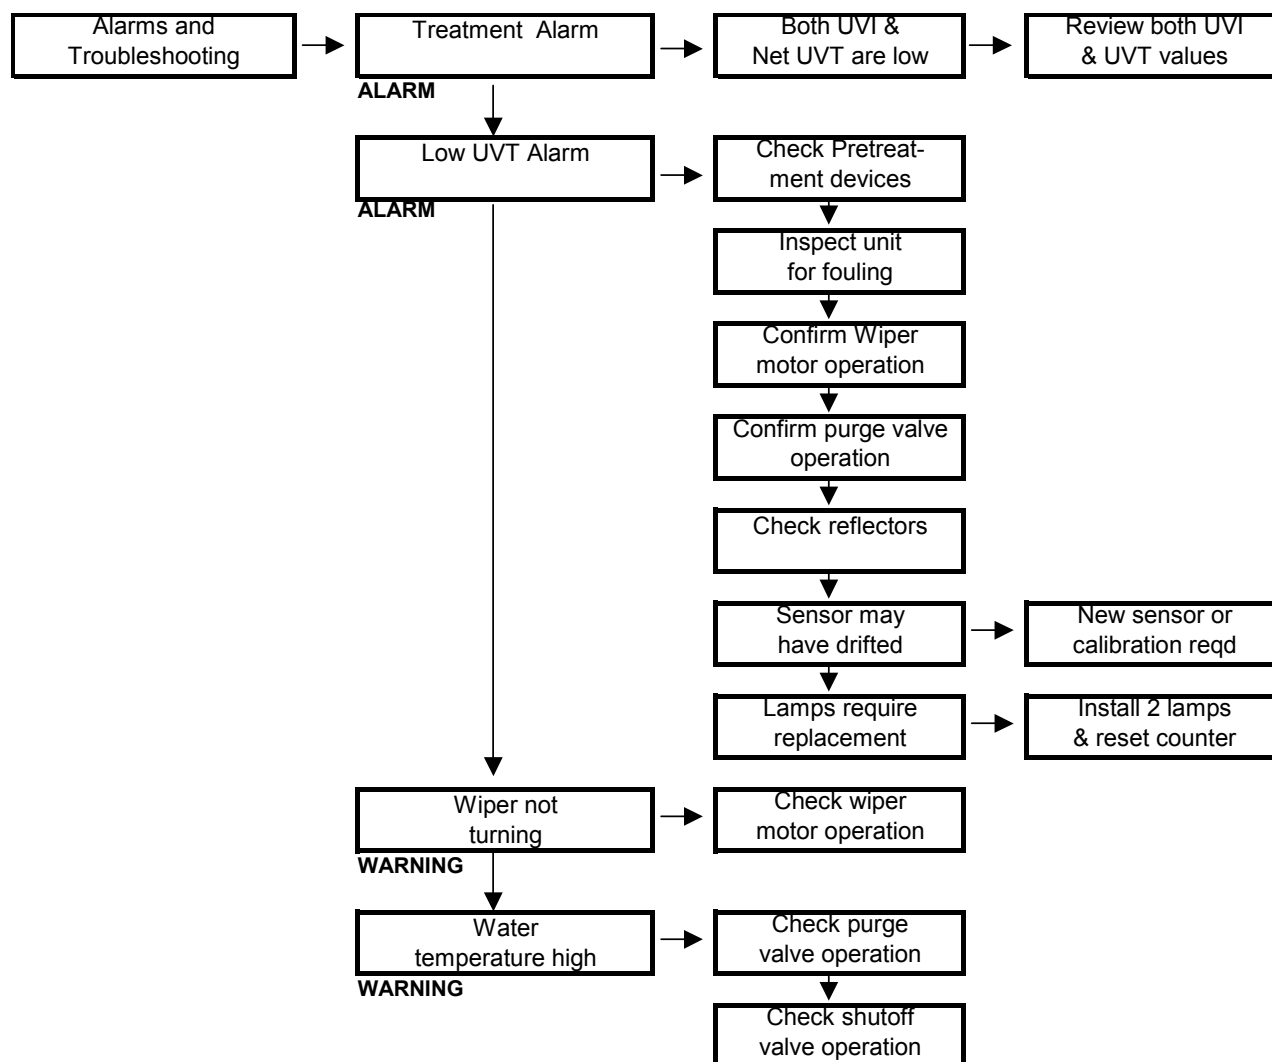 Alarms and
Troubleshooting
Treatment Alarm
ALARM
Both UVI &
Net UVT are low
Review both UVI
& UVT values
Low UVT Alarm
ALARM
Check Pretreat-
ment devices
Inspect unit
for fouling
Confirm Wiper
motor operation
Confirm purge valve
operation
Check reflectors
Sensor may
have drifted
New sensor or
calibration reqd
Lamps require
replacement
Install 2 lamps
& reset counter
Wiper not
turning
WARNING
Check wiper
motor operation
Water
temperature high
WARNING
Check purge
valve operation
Check shutoff
valve operation